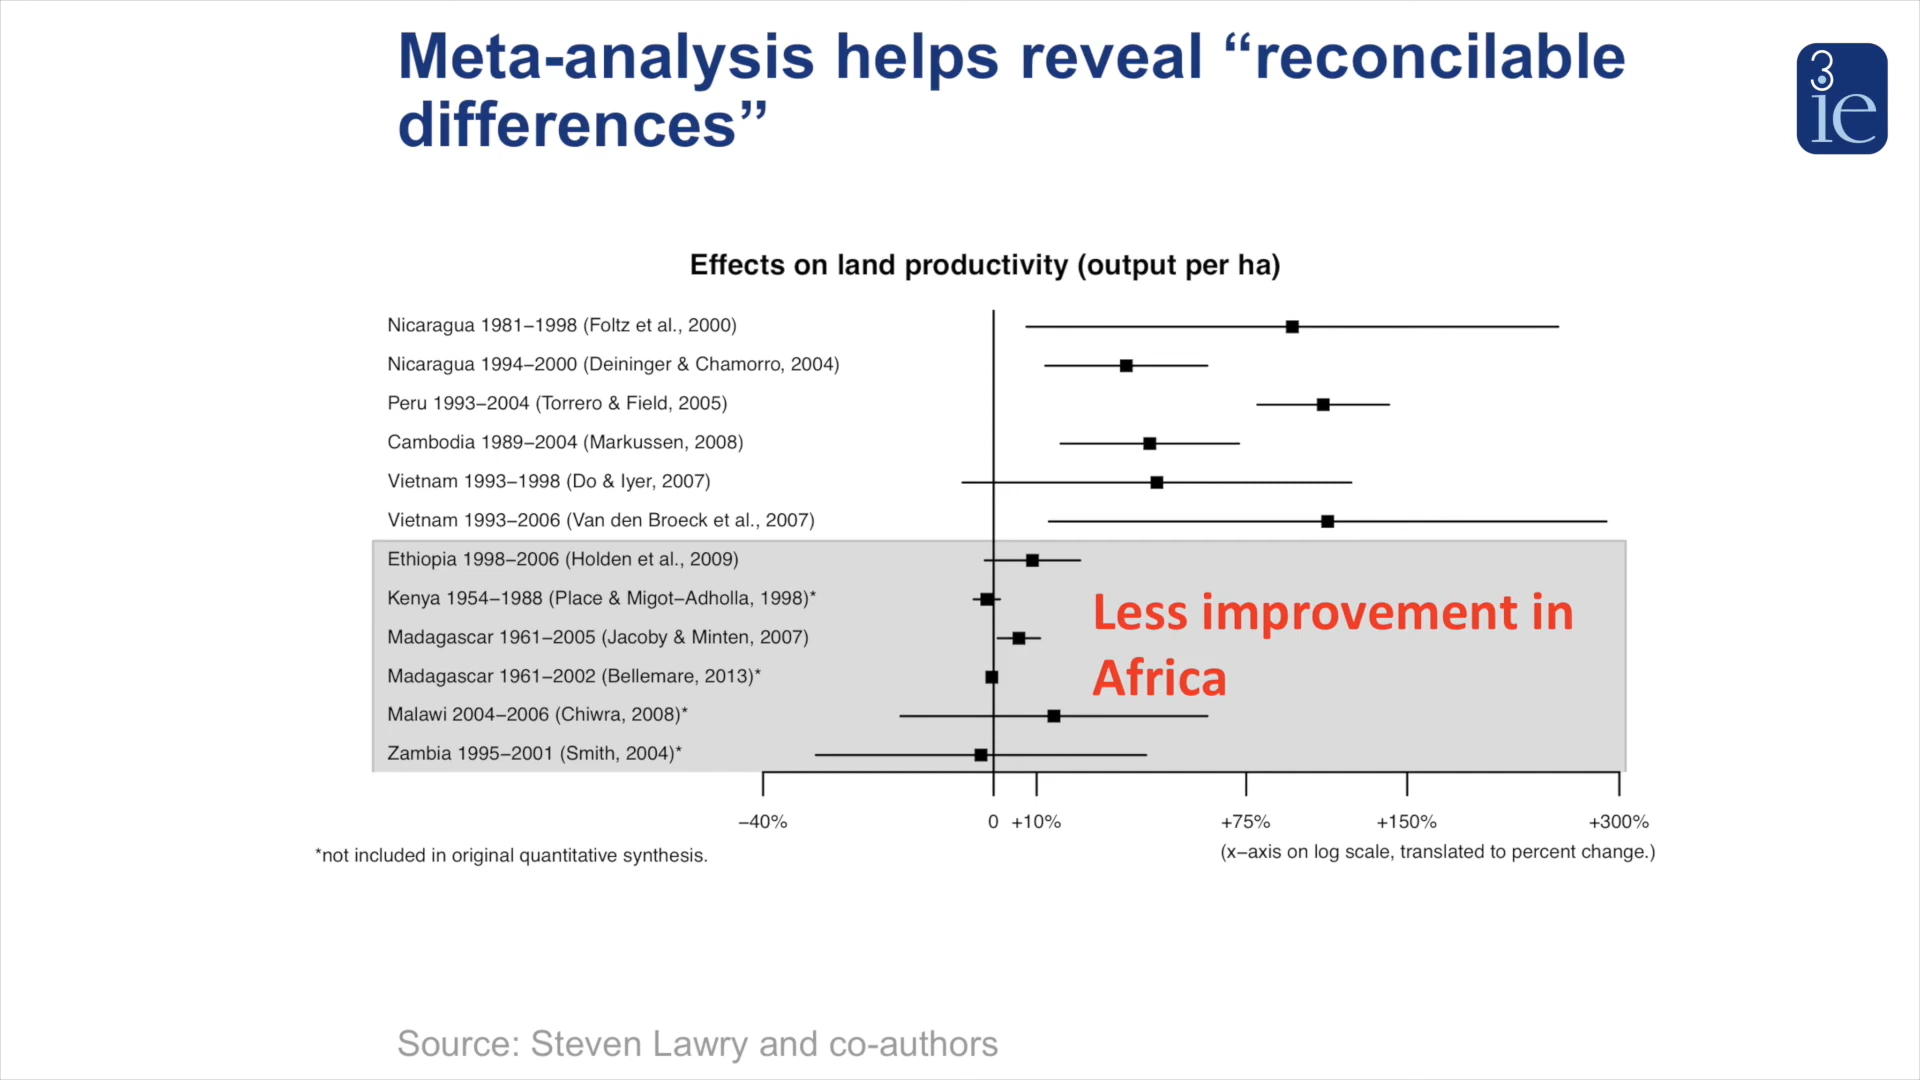 Meta-analysis helps reveal “reconcilable
differences”
3
ie
Effects on land productivity (output per ha)
Nicaragua 1981–1998 (Foltz et al., 2000)
Nicaragua 1994–2000 (Deininger & Chamorro, 2004)
Peru 1993–2004 (Torrero & Field, 2005)
Cambodia 1989–2004 (Markussen, 2008)
Vietnam 1993–1998 (Do & Iyer, 2007)
Vietnam 1993–2006 (Van den Broeck et al., 2007)
Ethiopia 1998–2006 (Holden et al., 2009)
Kenya 1954–1988 (Place & Migot–Adholla, 1998)*
Madagascar 1961–2005 (Jacoby & Minten, 2007)
Madagascar 1961–2002 (Bellemare, 2013)*
Malawi 2004–2006 (Chiwra, 2008)*
Zambia 1995–2001 (Smith, 2004)*
Less improvement in
Africa
−40% 0 +10% +75% +150% +300%
*not included in original quantitative synthesis.
(x–axis on log scale, translated to percent change.)
Source: Steven Lawry and co-authors